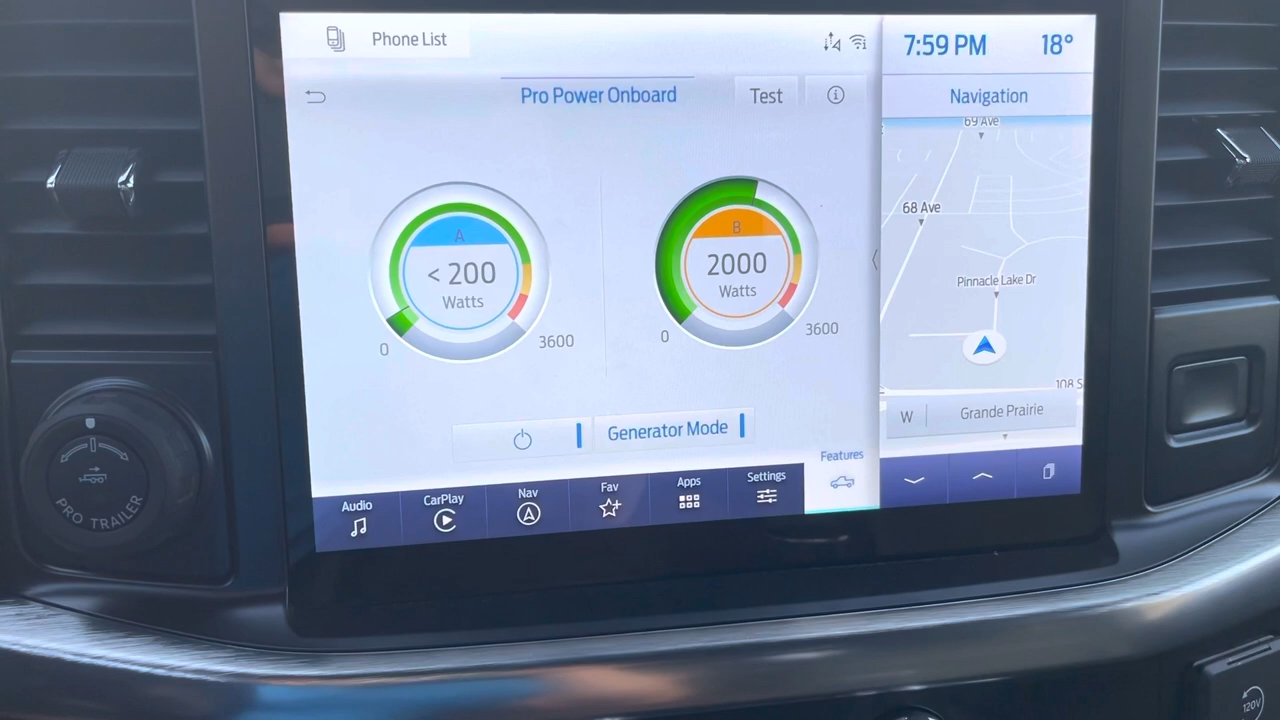 Phone List
7:59 PM
18°
Pro Power Onboard
Test
Navigation
69 Ave
68 Ave
A
< 200
Watts
0
3600
B
2000
Watts
0
3600
Pinnacle Lake Dr
108 S
W
Grande Prairie
Generator Mode
Audio
CarPlay
Nav
Fav
Apps
Settings
Features
PRO TRAILER
120V